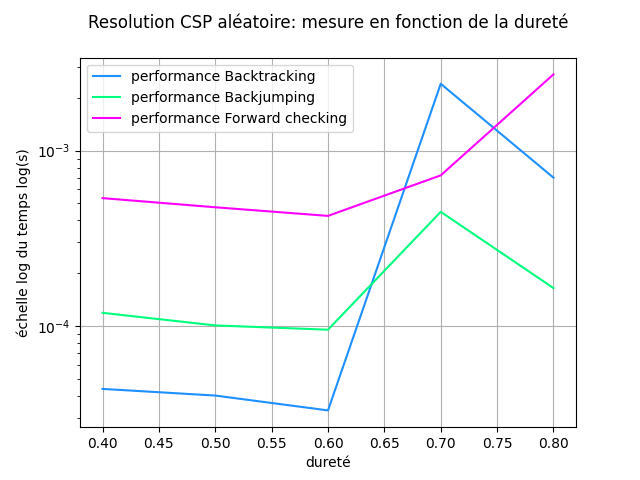 Resolution CSP aléatoire: mesure en fonction de la dureté
performance Backtracking
performance Backjumping
performance Forward checking
échelle log du temps log(s)
10⁻³
10⁻⁴
0.40 0.45 0.50 0.55 0.60 0.65 0.70 0.75 0.80
dureté